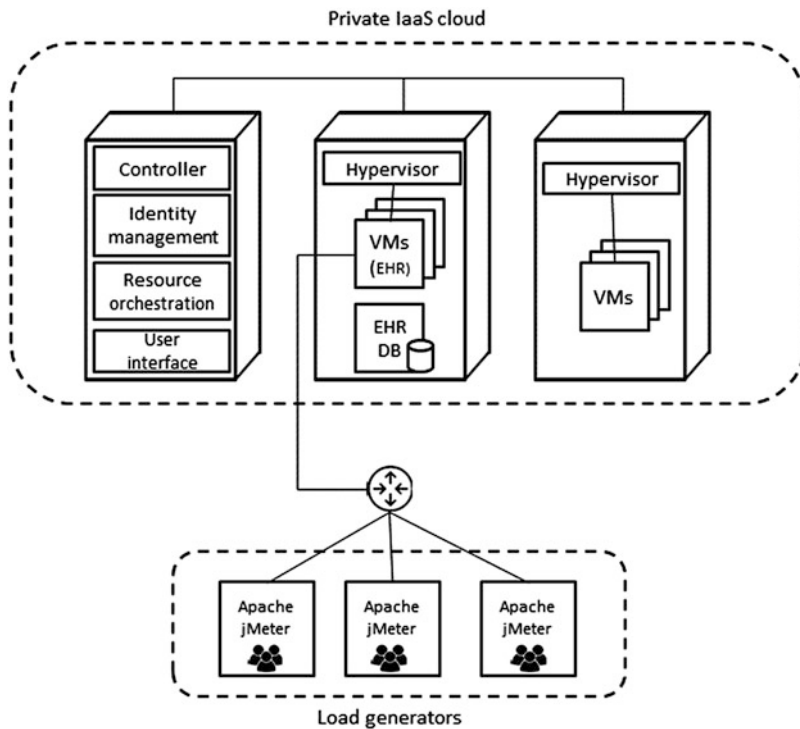 Private IaaS cloud
Controller
Identity
management
Resource
orchestration
User
interface
Hypervisor
VMs
(EHR)
EHR
DB
Hypervisor
VMs
Apache
jMeter
Apache
jMeter
Apache
jMeter
Load generators